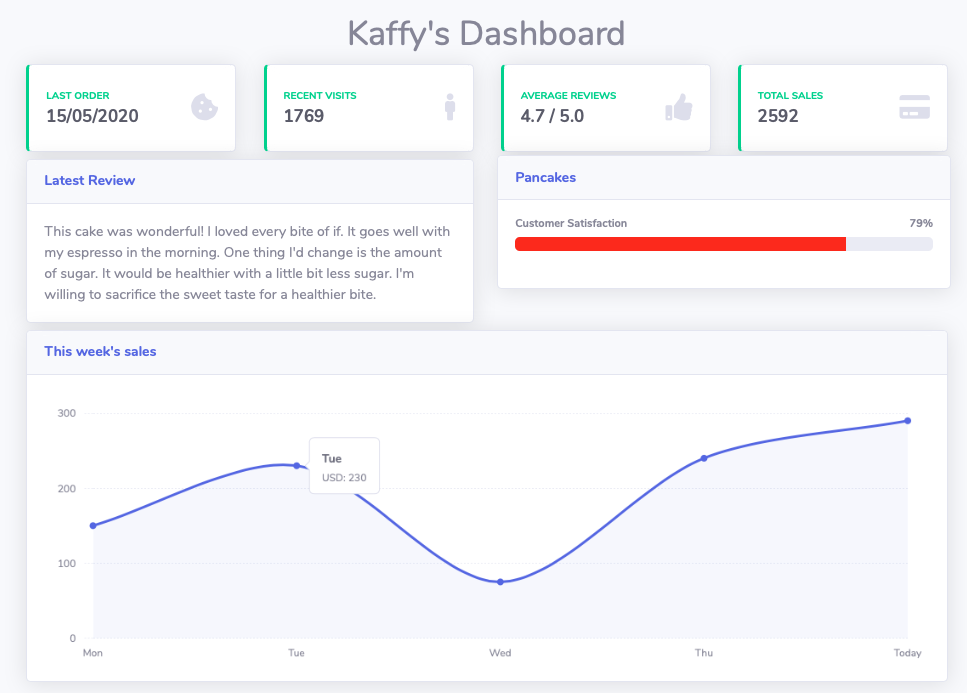 Kaffy's Dashboard
LAST ORDER
15/05/2020
RECENT VISITS
1769
AVERAGE REVIEWS
4.7 / 5.0
TOTAL SALES
2592
Latest Review
This cake was wonderful! I loved every bite of if. It goes well with
my espresso in the morning. One thing I'd change is the amount
of sugar. It would be healthier with a little bit less sugar. I'm
willing to sacrifice the sweet taste for a healthier bite.
Pancakes
Customer Satisfaction 79%
This week's sales
300
Tue
USD: 230
200
100
0
Mon Tue Wed Thu Today